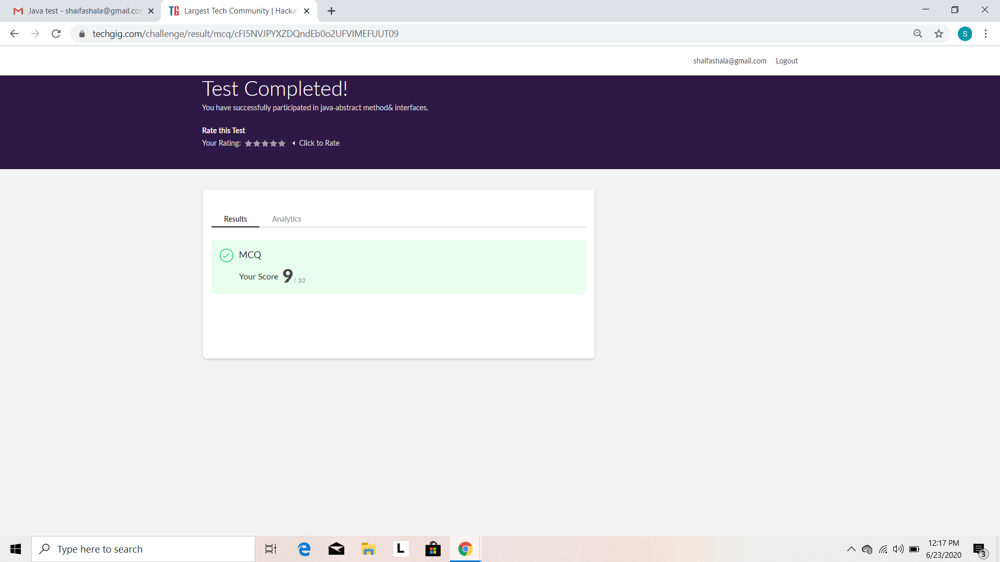 Java test - shaifashala@gmail.com
TG Largest Tech Community | Hacka
techgig.com/challenge/result/mcq/cFI5NVJPYXZDQndEb0o2UFVIMEFUUT09
S
shaifashala@gmail.com Logout
Test Completed!
You have successfully participated in java-abstract method& interfaces.
Rate this Test
Your Rating: Click to Rate
Results Analytics
MCQ
Your Score 9 / 10
Type here to search
L
12:17 PM
6/23/2020
3